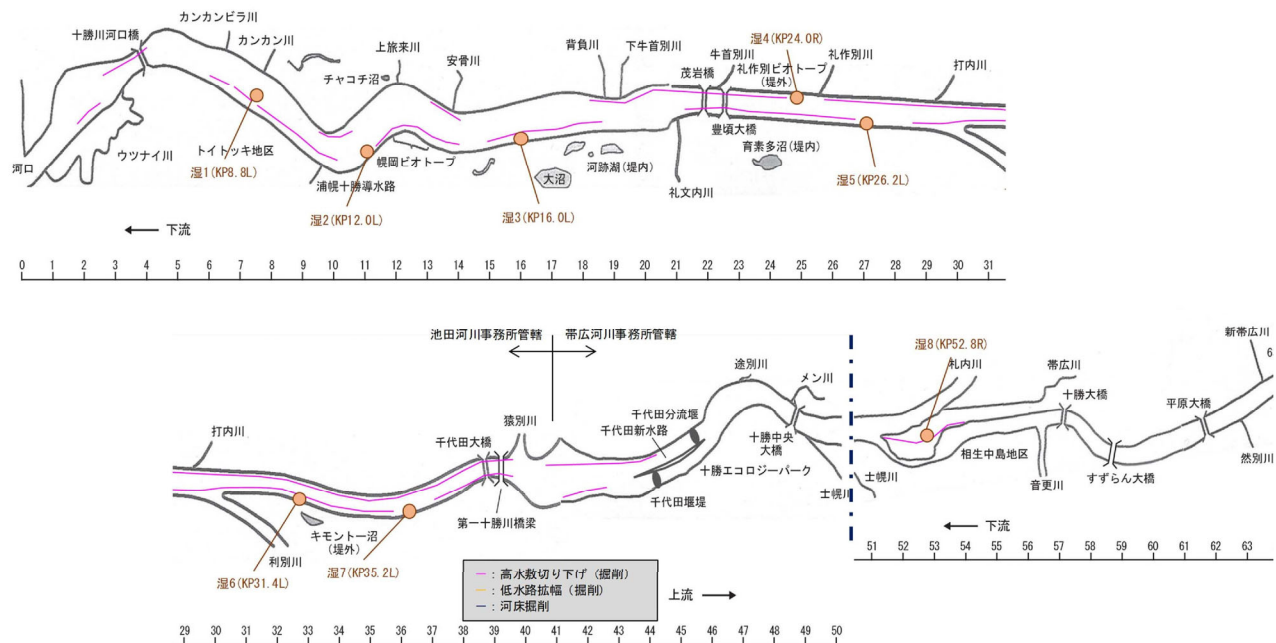 カンカンビラ川
十勝川河口橋
カンカン川
上旅来川
安骨川
チャコチ沼
背負川
下牛首別川
湿4(KP24.0R)
牛首別川
茂岩橋
礼作別ビオトープ
(堤外)
礼作別川
打内川
河口
ウツナイ川
トイトッキ地区
湿1(KP8.8L)
浦幌十勝導水路
幌岡ビオトープ
湿2(KP12.0L)
大沼
湿3(KP16.0L)
河跡湖(堤内)
礼文内川
豊頃大橋
育素多沼(堤内)
湿5(KP26.2L)
← 下流
0 1 2 3 4 5 6 7 8 9 10 11 12 13 14 15 16 17 18 19 20 21 22 23 24 25 26 27 28 29 30 31
池田河川事務所管轄
帯広河川事務所管轄
打内川
千代田大橋
猿別川
千代田分流堰
千代田新水路
途別川
メン川
湿8(KP52.8R)
札内川
帯広川
十勝大橋
平原大橋
新帯広川
6
利別川
湿6(KP31.4L)
キモントー沼
(堤外)
湿7(KP35.2L)
第一十勝川橋梁
十勝エコロジーパーク
千代田堰堤
十勝中央
大橋
士幌川
士幌川
相生中島地区
音更川
すずらん大橋
然別川
← 下流
51 52 53 54 55 56 57 58 59 60 61 62 63
―：高水敷切り下げ（掘削）
―：低水路拡幅（掘削）
―：河床掘削
上流 →
29 30 31 32 33 34 35 36 37 38 39 40 41 42 43 44 45 46 47 48 49 50